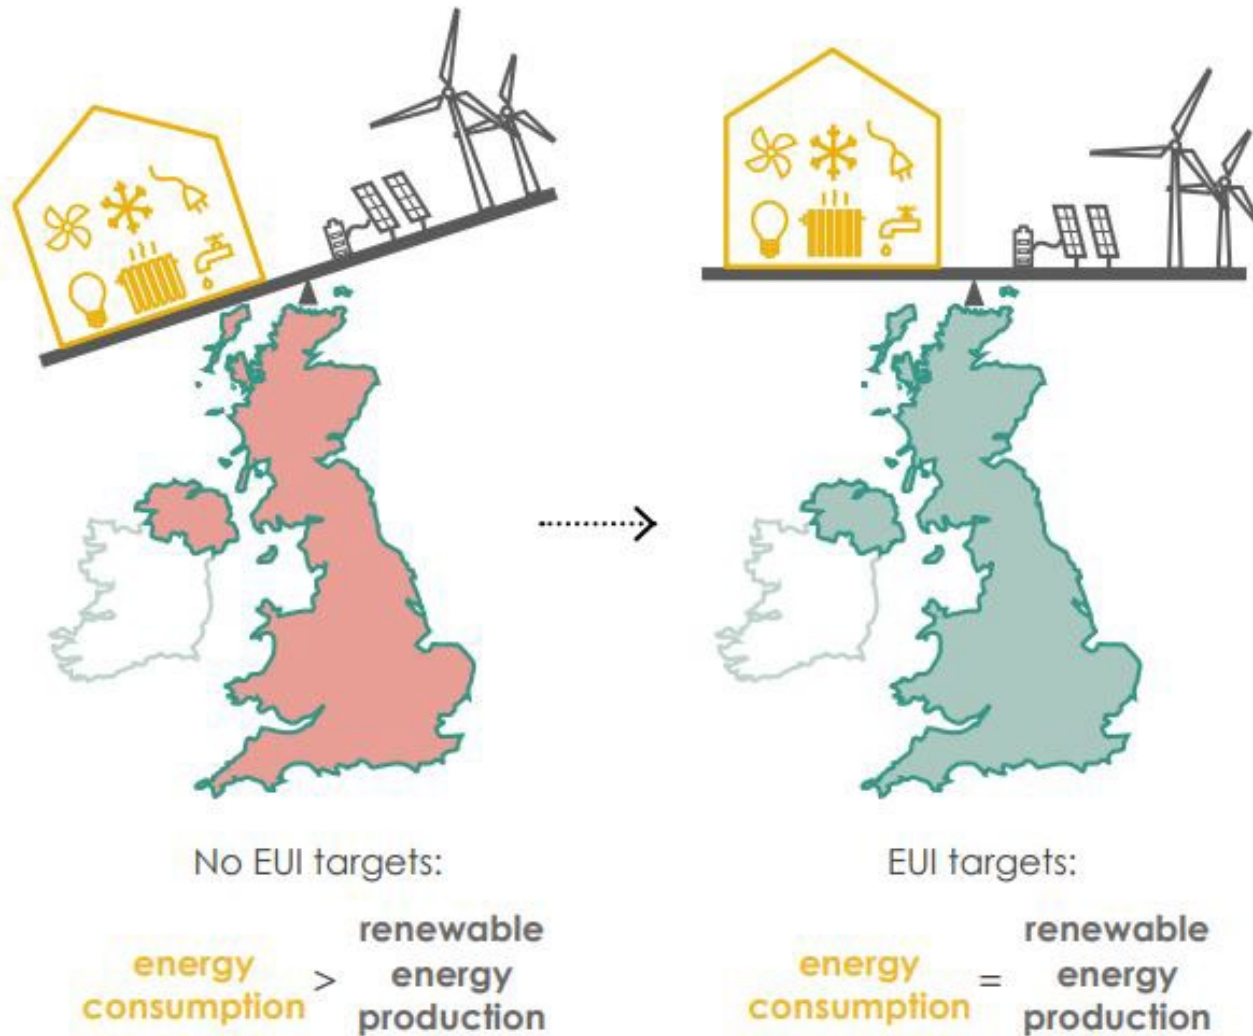 No EUI targets:
energy
consumption
>
renewable
energy
production
EUI targets:
energy
consumption
=
renewable
energy
production